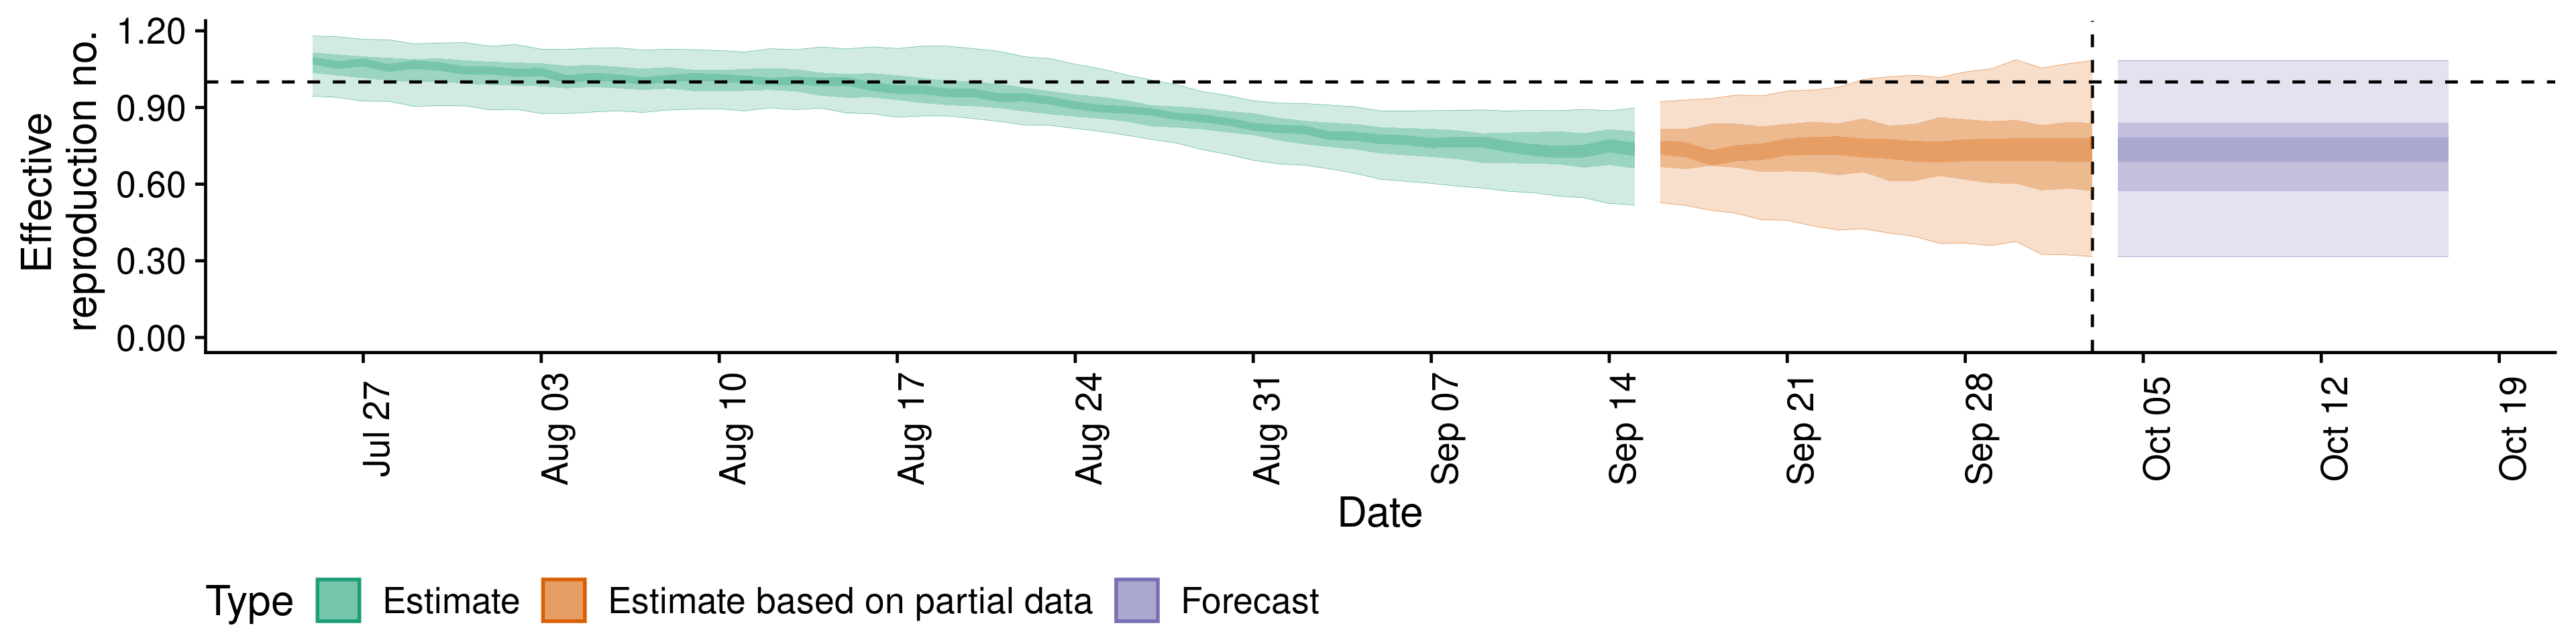 Effective
reproduction no.
1.20
0.90
0.60
0.30
0.00
Jul 27
Aug 03
Aug 10
Aug 17
Aug 24
Aug 31
Sep 07
Sep 14
Sep 21
Sep 28
Oct 05
Oct 12
Oct 19
Date
Type Estimate Estimate based on partial data Forecast